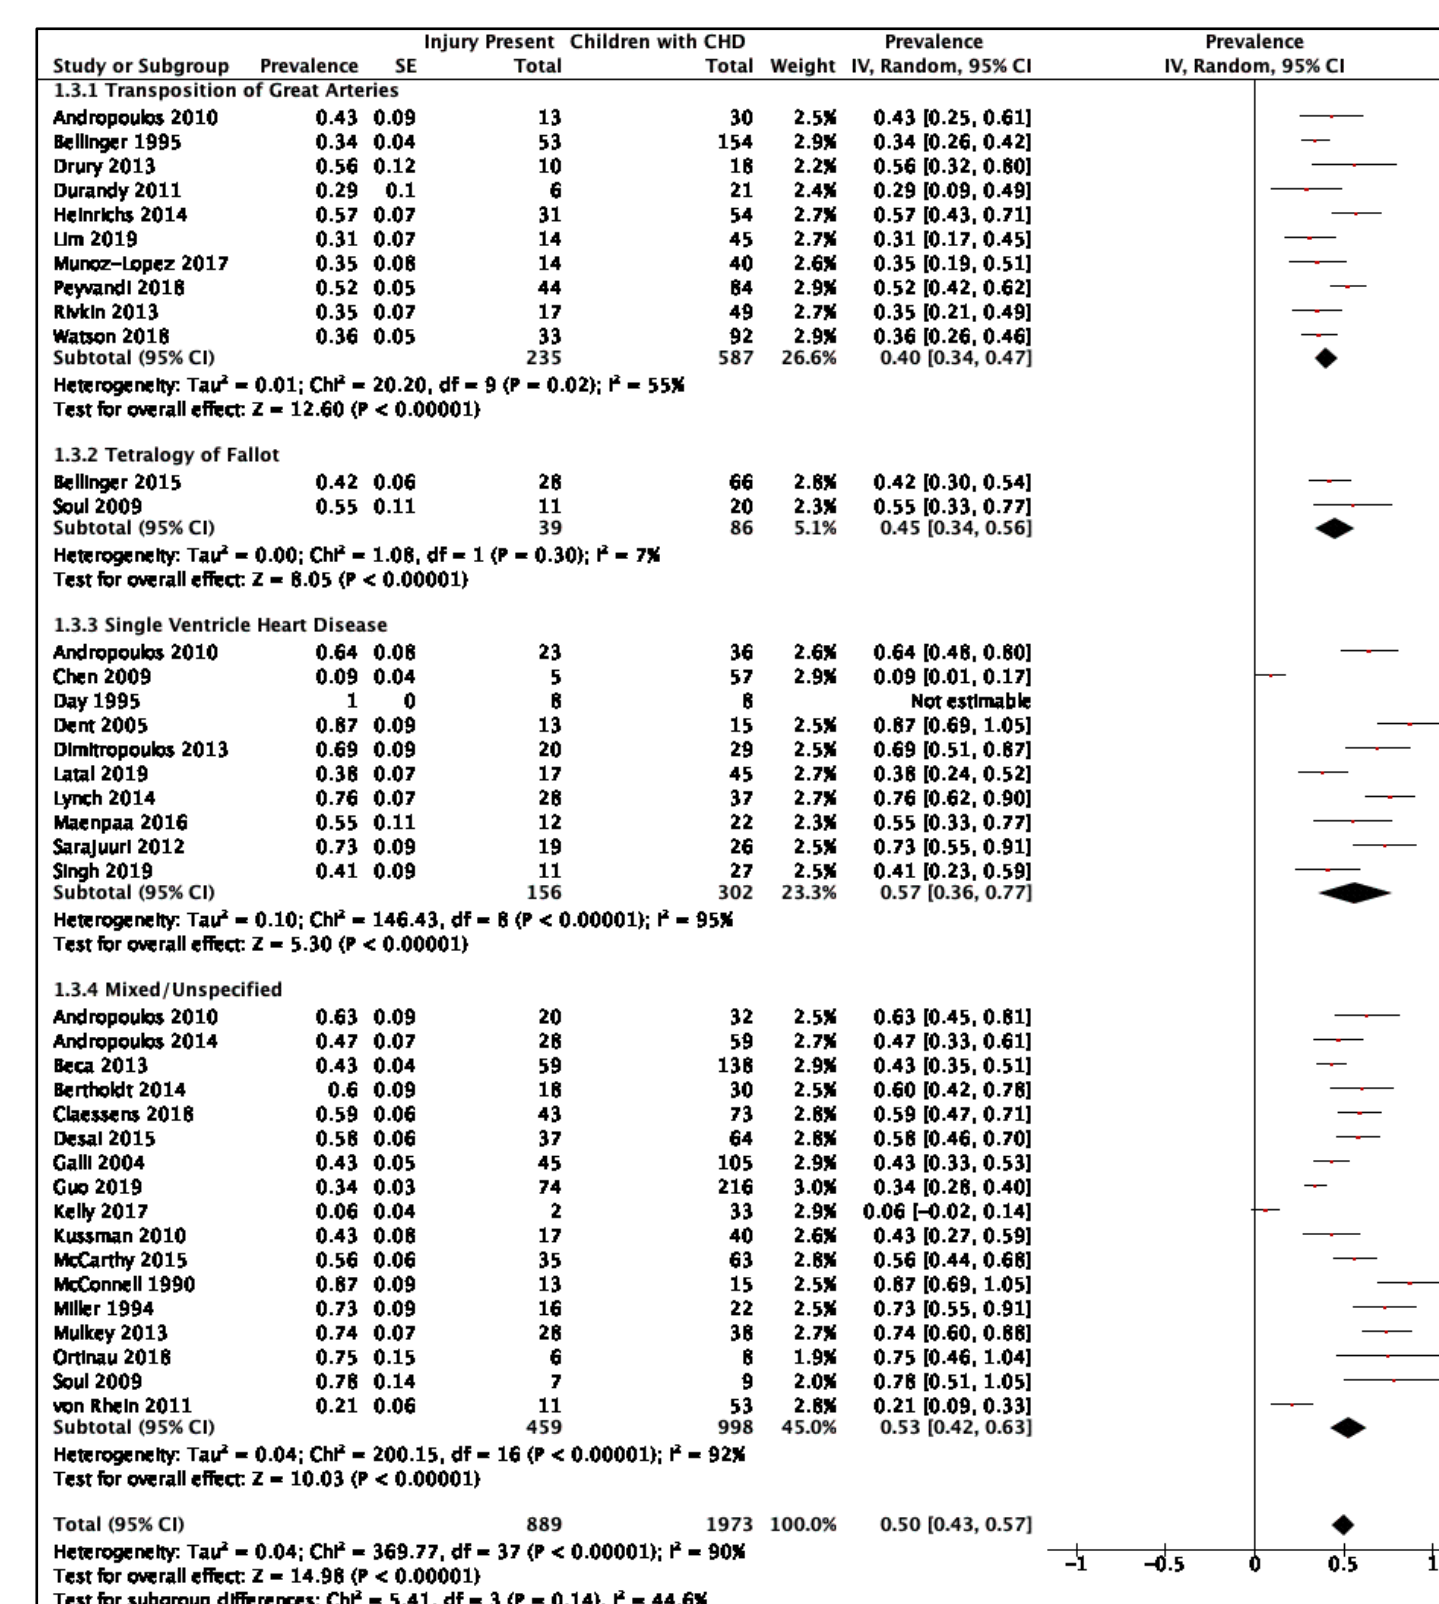 Injury Present Children with CHD Prevalence Prevalence
Study or Subgroup Prevalence SE Total Total Weight IV, Random, 95% CI IV, Random, 95% CI
1.3.1 Transposition of Great Arteries
Andropoulos 2010 0.43 0.09 13 30 2.5% 0.43 [0.25, 0.61]
Bellinger 1995 0.34 0.04 53 154 2.9% 0.34 [0.26, 0.42]
Drury 2013 0.56 0.12 10 18 2.2% 0.56 [0.32, 0.80]
Durandy 2011 0.29 0.1 6 21 2.4% 0.29 [0.09, 0.49]
Heinrichs 2014 0.57 0.07 31 54 2.7% 0.57 [0.43, 0.71]
Lim 2019 0.31 0.07 14 45 2.7% 0.31 [0.17, 0.45]
Munoz-Lopez 2017 0.35 0.08 14 40 2.6% 0.35 [0.19, 0.51]
Peyvandi 2018 0.52 0.05 44 84 2.9% 0.52 [0.42, 0.62]
Rivkin 2013 0.35 0.07 17 49 2.7% 0.35 [0.21, 0.49]
Watson 2018 0.36 0.05 33 92 2.9% 0.36 [0.26, 0.46]
Subtotal (95% CI) 235 587 26.6% 0.40 [0.34, 0.47]
Heterogeneity: Tau² = 0.01; Chi² = 20.20, df = 9 (P = 0.02); I² = 55%
Test for overall effect: Z = 12.60 (P < 0.00001)
1.3.2 Tetralogy of Fallot
Bellinger 2015 0.42 0.06 28 66 2.8% 0.42 [0.30, 0.54]
Soul 2009 0.55 0.11 11 20 2.3% 0.55 [0.33, 0.77]
Subtotal (95% CI) 39 86 5.1% 0.45 [0.34, 0.56]
Heterogeneity: Tau² = 0.00; Chi² = 1.08, df = 1 (P = 0.30); I² = 7%
Test for overall effect: Z = 8.05 (P < 0.00001)
1.3.3 Single Ventricle Heart Disease
Andropoulos 2010 0.64 0.08 23 36 2.6% 0.64 [0.48, 0.80]
Chen 2009 0.09 0.04 5 57 2.9% 0.09 [0.01, 0.17]
Day 1995 1 0 8 8 Not estimable
Dent 2005 0.87 0.09 13 15 2.5% 0.87 [0.69, 1.05]
Dimitropoulos 2013 0.69 0.09 20 29 2.5% 0.69 [0.51, 0.87]
Latal 2019 0.38 0.07 17 45 2.7% 0.38 [0.24, 0.52]
Lynch 2014 0.76 0.07 28 37 2.7% 0.76 [0.62, 0.90]
Maenpaa 2016 0.55 0.11 12 22 2.3% 0.55 [0.33, 0.77]
Sarajuuri 2012 0.73 0.09 19 26 2.5% 0.73 [0.55, 0.91]
Singh 2019 0.41 0.09 11 27 2.5% 0.41 [0.23, 0.59]
Subtotal (95% CI) 156 302 23.3% 0.57 [0.36, 0.77]
Heterogeneity: Tau² = 0.10; Chi² = 146.43, df = 8 (P < 0.00001); I² = 95%
Test for overall effect: Z = 5.30 (P < 0.00001)
1.3.4 Mixed/Unspecified
Andropoulos 2010 0.63 0.09 20 32 2.5% 0.63 [0.45, 0.81]
Andropoulos 2014 0.47 0.07 28 59 2.7% 0.47 [0.33, 0.61]
Beca 2013 0.43 0.04 59 138 2.9% 0.43 [0.35, 0.51]
Bertholdt 2014 0.6 0.09 18 30 2.5% 0.60 [0.42, 0.78]
Claessens 2018 0.59 0.06 43 73 2.8% 0.59 [0.47, 0.71]
Desai 2015 0.58 0.06 37 64 2.8% 0.58 [0.46, 0.70]
Galli 2004 0.43 0.05 45 105 2.9% 0.43 [0.33, 0.53]
Guo 2019 0.34 0.03 74 216 3.0% 0.34 [0.28, 0.40]
Kelly 2017 0.06 0.04 2 33 2.9% 0.06 [-0.02, 0.14]
Kussman 2010 0.43 0.08 17 40 2.6% 0.43 [0.27, 0.59]
McCarthy 2015 0.56 0.06 35 63 2.8% 0.56 [0.44, 0.68]
McConnell 1990 0.87 0.09 13 15 2.5% 0.87 [0.69, 1.05]
Miller 1994 0.73 0.09 16 22 2.5% 0.73 [0.55, 0.91]
Mulkey 2013 0.74 0.07 28 38 2.7% 0.74 [0.60, 0.88]
Ortinau 2018 0.75 0.15 6 8 1.9% 0.75 [0.46, 1.04]
Soul 2009 0.78 0.14 7 9 2.0% 0.78 [0.51, 1.05]
von Rhein 2011 0.21 0.06 11 53 2.8% 0.21 [0.09, 0.33]
Subtotal (95% CI) 459 998 45.0% 0.53 [0.42, 0.63]
Heterogeneity: Tau² = 0.04; Chi² = 200.15, df = 16 (P < 0.00001); I² = 92%
Test for overall effect: Z = 10.03 (P < 0.00001)
Total (95% CI) 889 1973 100.0% 0.50 [0.43, 0.57]
Heterogeneity: Tau² = 0.04; Chi² = 369.77, df = 37 (P < 0.00001); I² = 90%
-1 -0.5 0 0.5 1
Test for overall effect: Z = 14.98 (P < 0.00001)
Test for subgroup differences: Chi² = 5.41, df = 3 (P = 0.14), I² = 44.6%